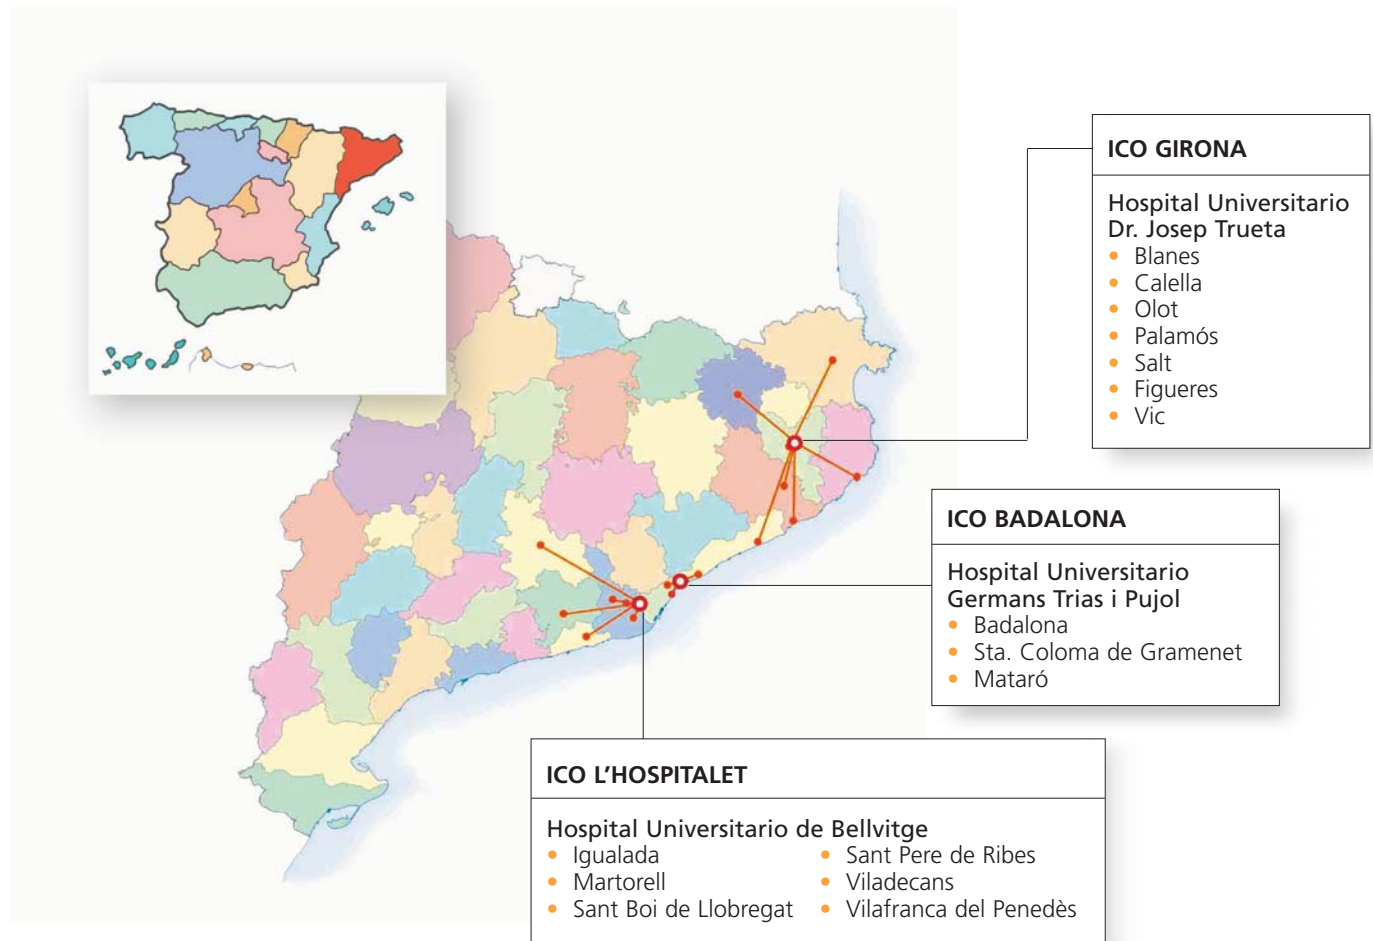 ICO GIRONA
Hospital Universitario
Dr. Josep Trueta
• Blanes
• Calella
• Olot
• Palamós
• Salt
• Figueres
• Vic
ICO BADALONA
Hospital Universitario
Germans Trias i Pujol
• Badalona
• Sta. Coloma de Gramenet
• Mataró
ICO L’HOSPITALET
Hospital Universitario de Bellvitge
• Igualada
• Martorell
• Sant Boi de Llobregat
• Sant Pere de Ribes
• Viladecans
• Vilafranca del Penedès